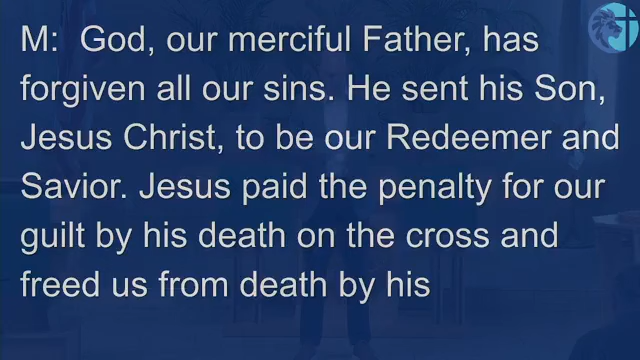 M: God, our merciful Father, has
forgiven all our sins. He sent his Son,
Jesus Christ, to be our Redeemer and
Savior. Jesus paid the penalty for our
guilt by his death on the cross and
freed us from death by his